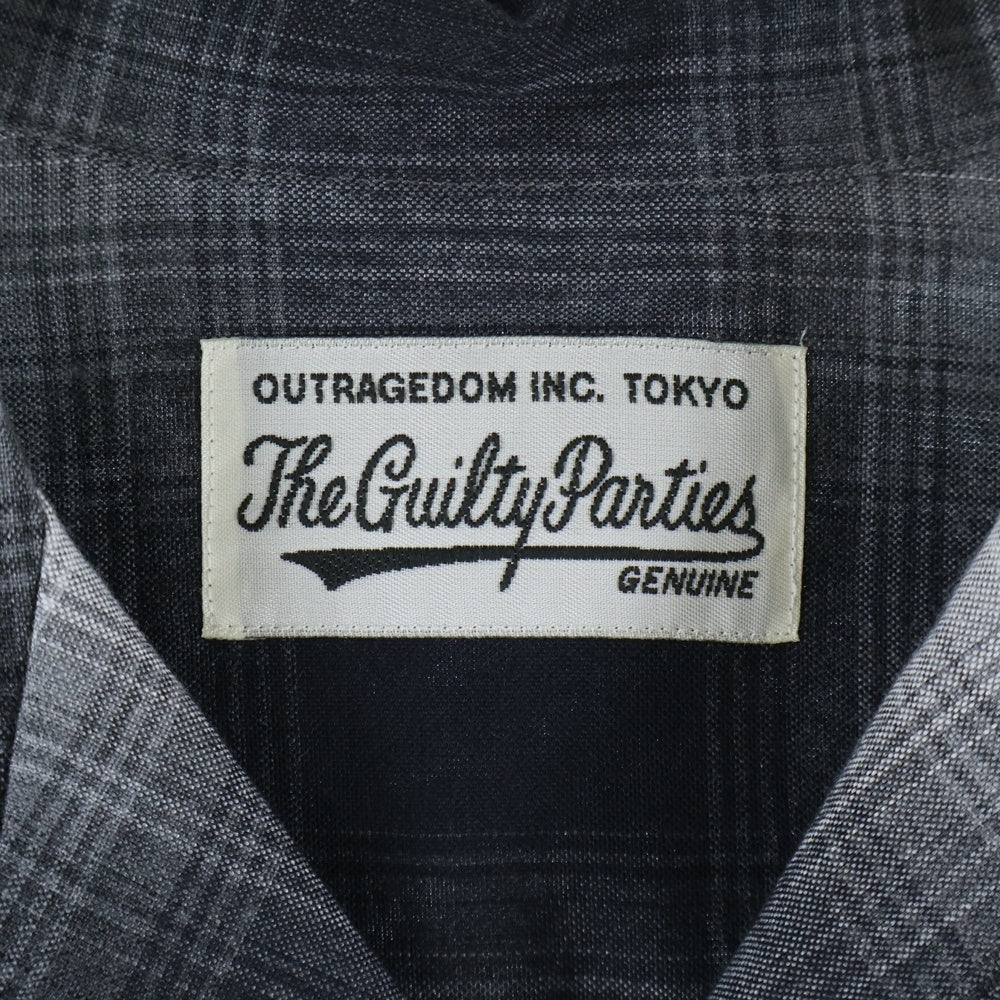 OUTRAGEDOM INC. TOKYO
The Guilty Parties
GENUINE